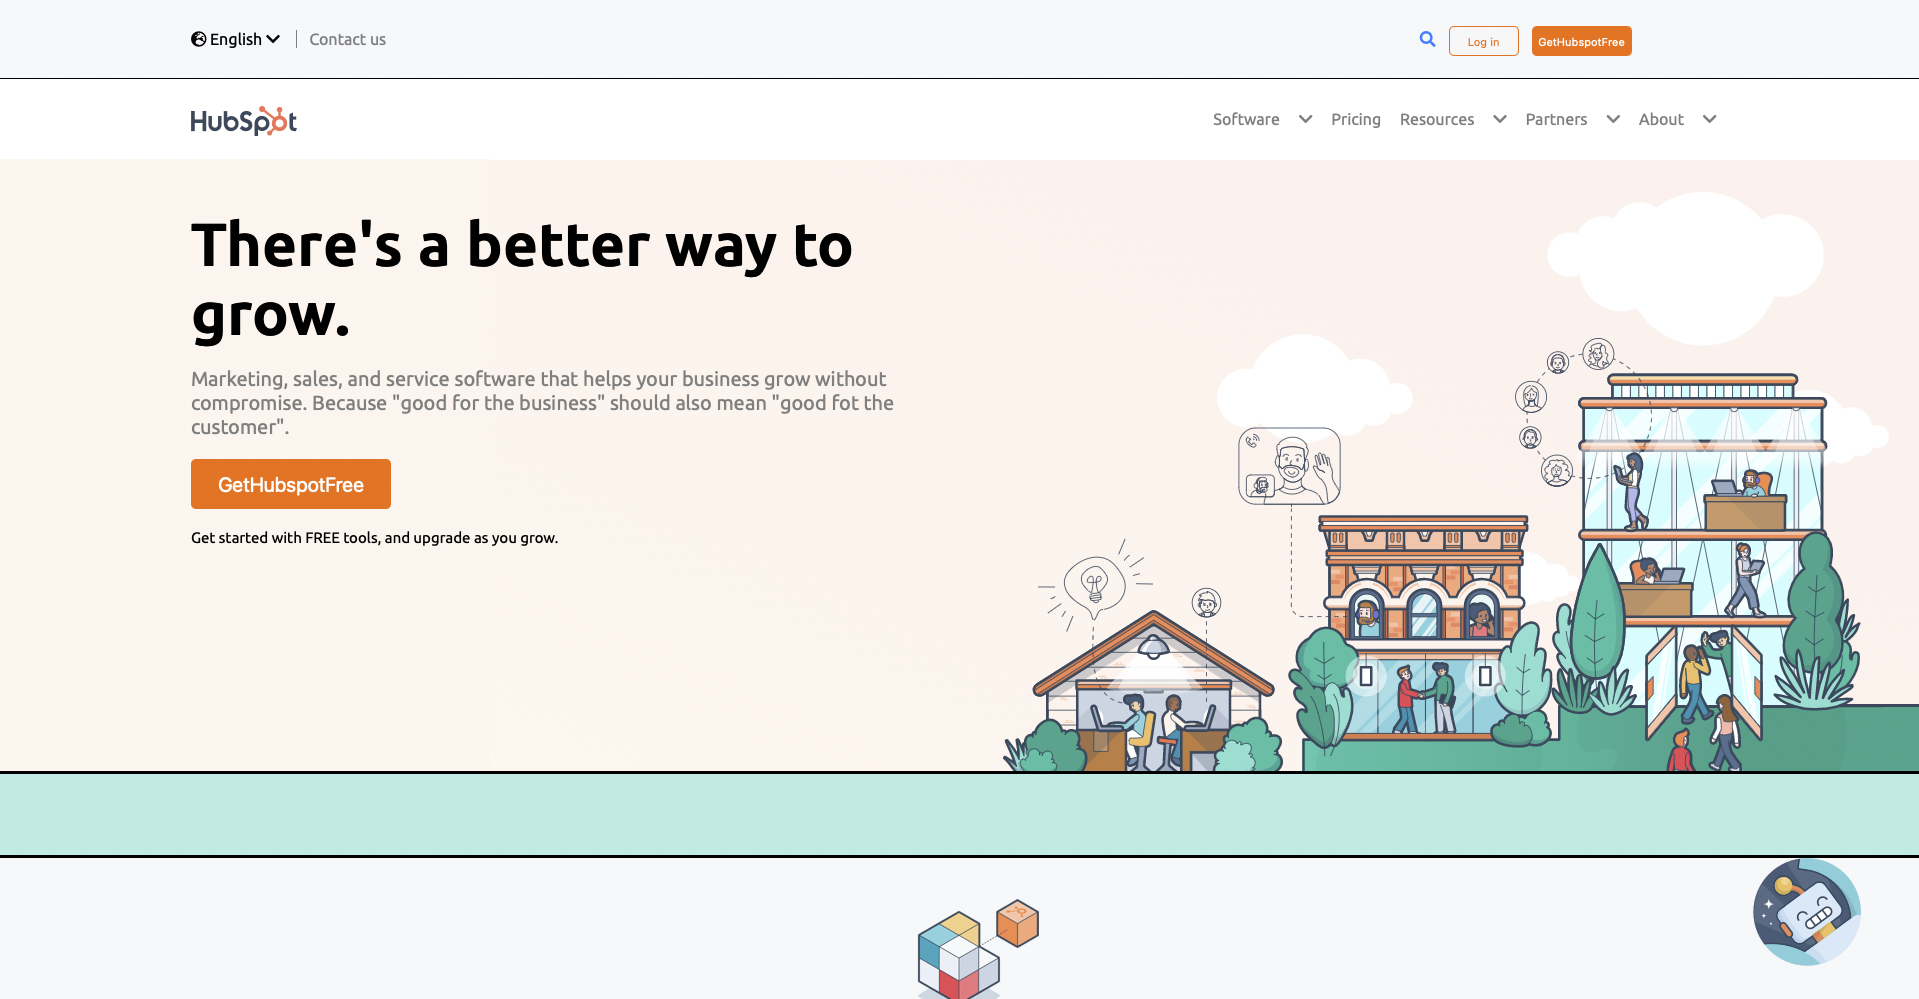 English
Contact us
Log in
GetHubspotFree
HubSpot
Software
Pricing
Resources
Partners
About
There's a better way to
grow.
Marketing, sales, and service software that helps your business grow without
compromise. Because "good for the business" should also mean "good fot the
customer".
GetHubspotFree
Get started with FREE tools, and upgrade as you grow.